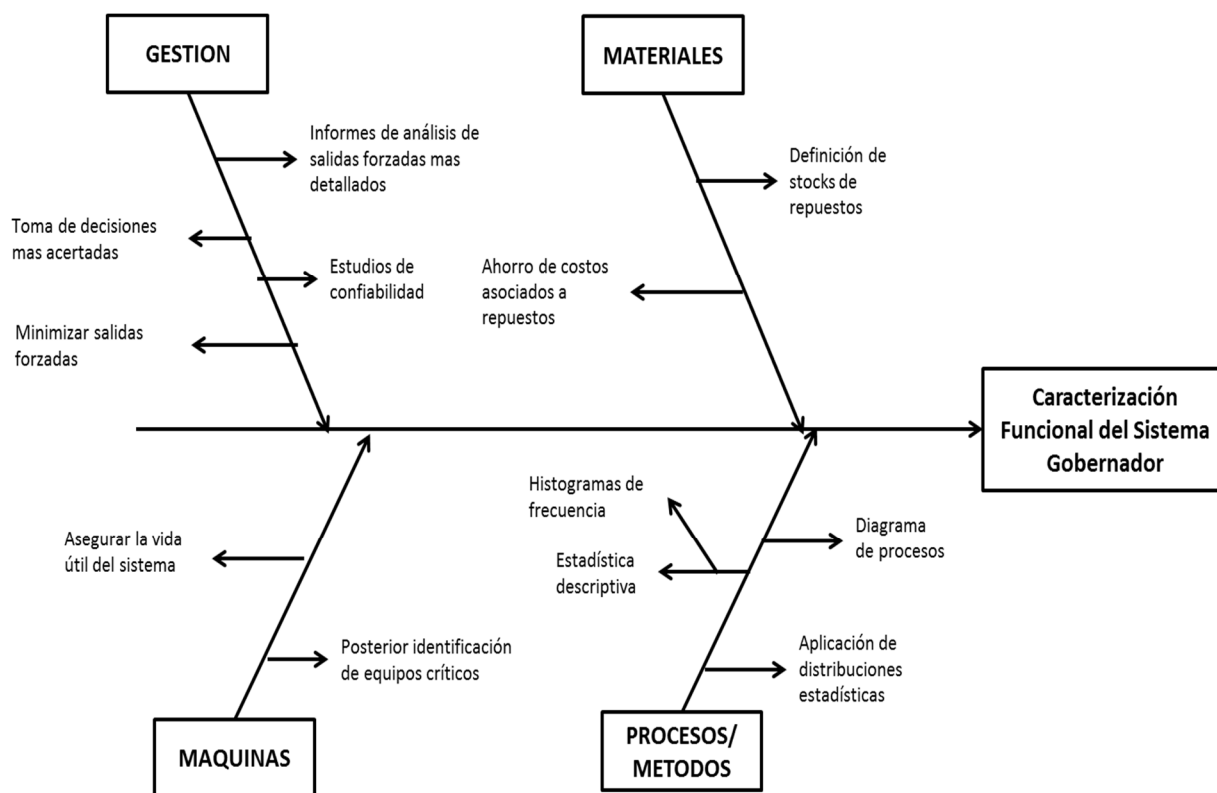 GESTION
MATERIALES
Informes de análisis de
salidas forzadas mas
detallados
Toma de decisiones
mas acertadas
Estudios de
confiabilidad
Minimizar salidas
forzadas
Definición de
stocks de
repuestos
Ahorro de costos
asociados a
repuestos
Caracterización
Funcional del Sistema
Gobernador
Asegurar la vida
útil del sistema
Posterior identificación
de equipos críticos
Histogramas de
frecuencia
Estadística
descriptiva
Diagrama
de procesos
Aplicación de
distribuciones
estadísticas
MAQUINAS
PROCESOS/
METODOS